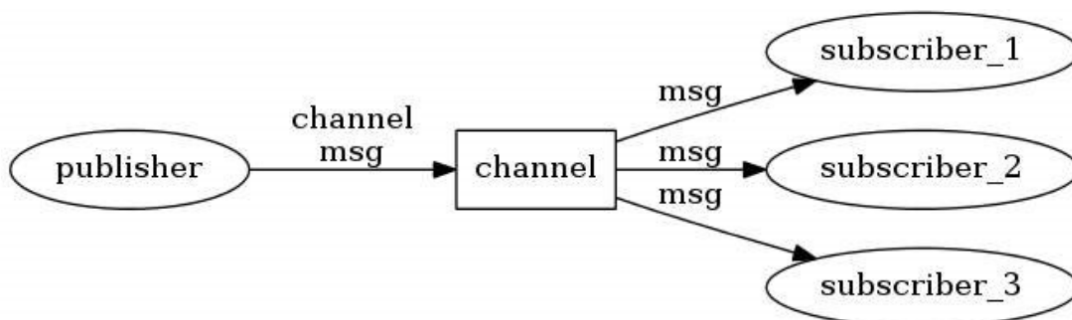 publisher
channel
msg
channel
msg
msg
msg
subscriber_1
subscriber_2
subscriber_3